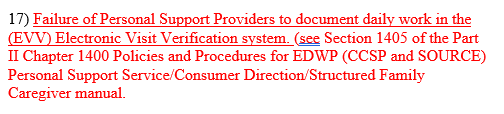 17) Failure of Personal Support Providers to document daily work in the
(EVV) Electronic Visit Verification system. (see Section 1405 of the Part
II Chapter 1400 Policies and Procedures for EDWP (CCSP and SOURCE)
Personal Support Service/Consumer Direction/Structured Family
Caregiver manual.